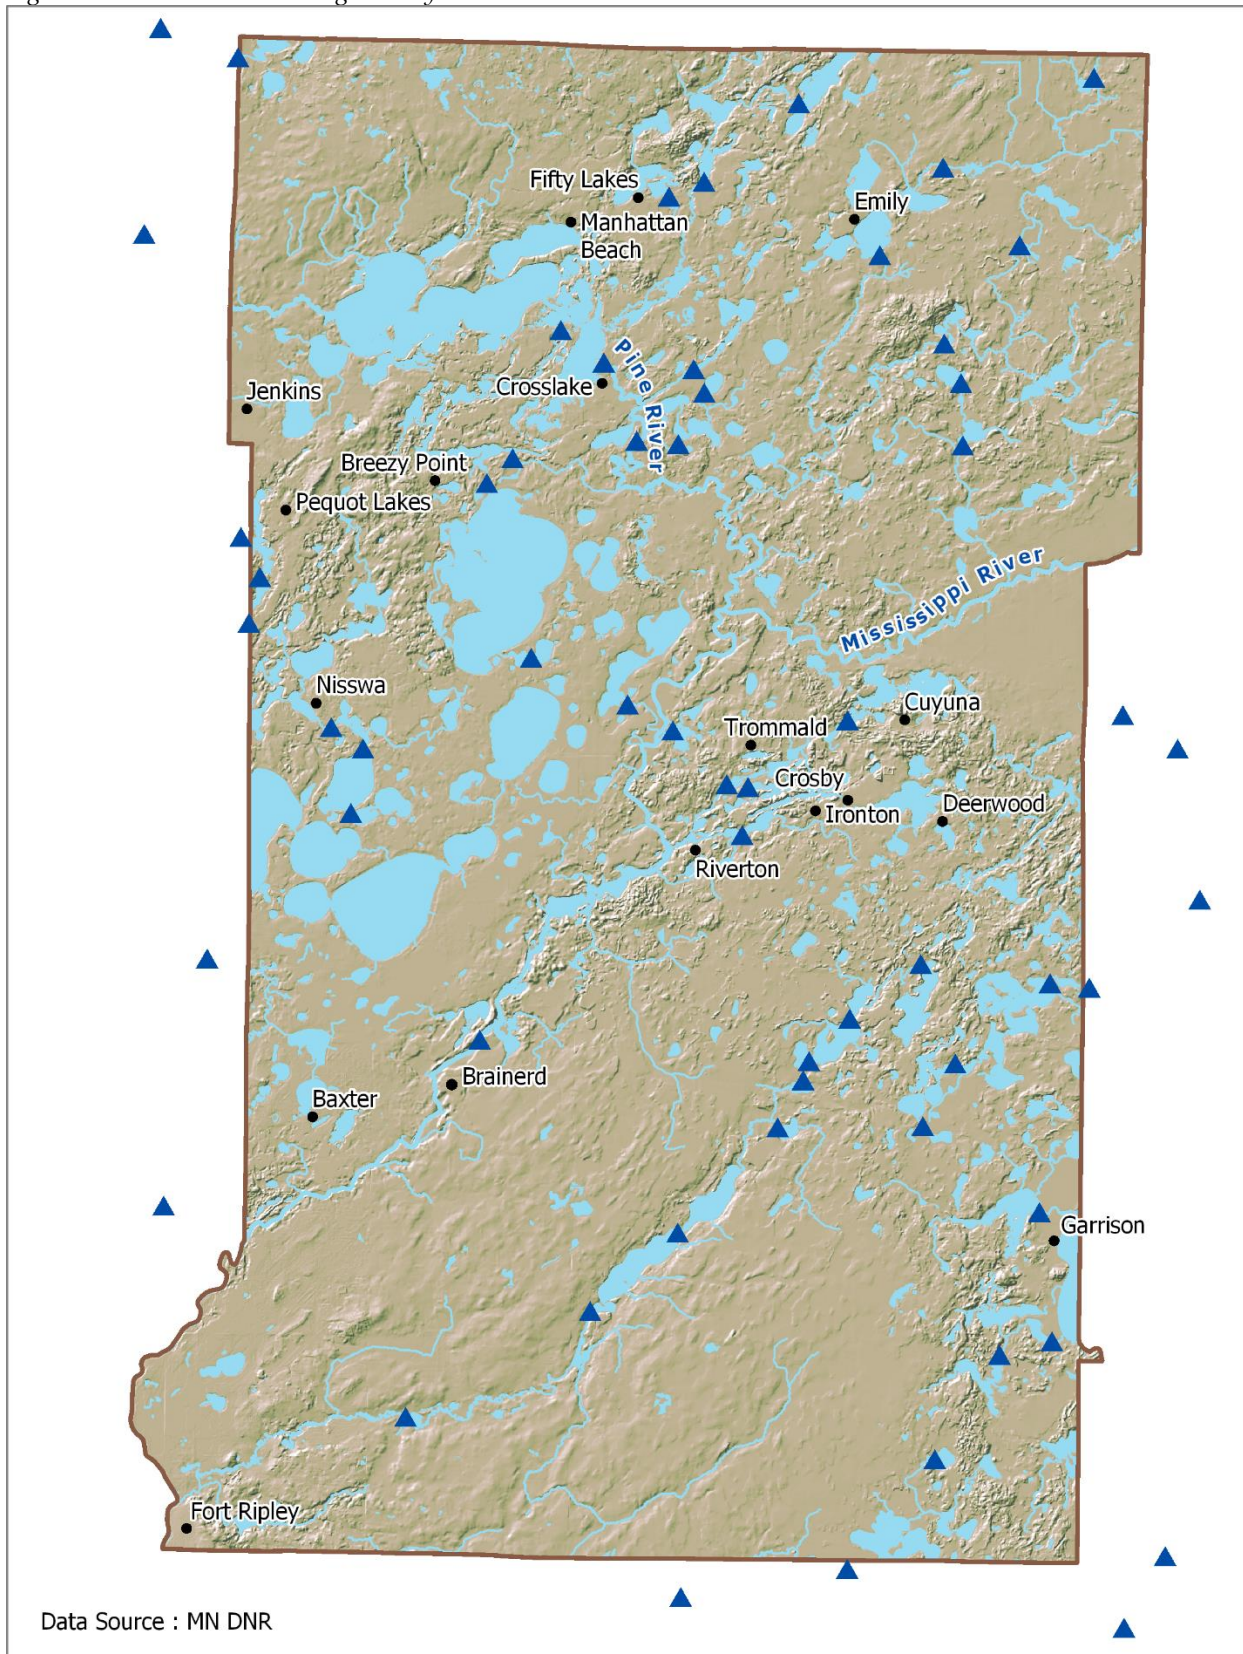 Fifty Lakes
Emily
Manhattan
Beach
Pine River
Crosslake
Jenkins
Breezy Point
Pequot Lakes
Mississippi River
Nisswa
Cuyuna
Trommald
Crosby
Ironton
Deerwood
Riverton
Brainerd
Baxter
Garrison
Fort Ripley
Data Source : MN DNR